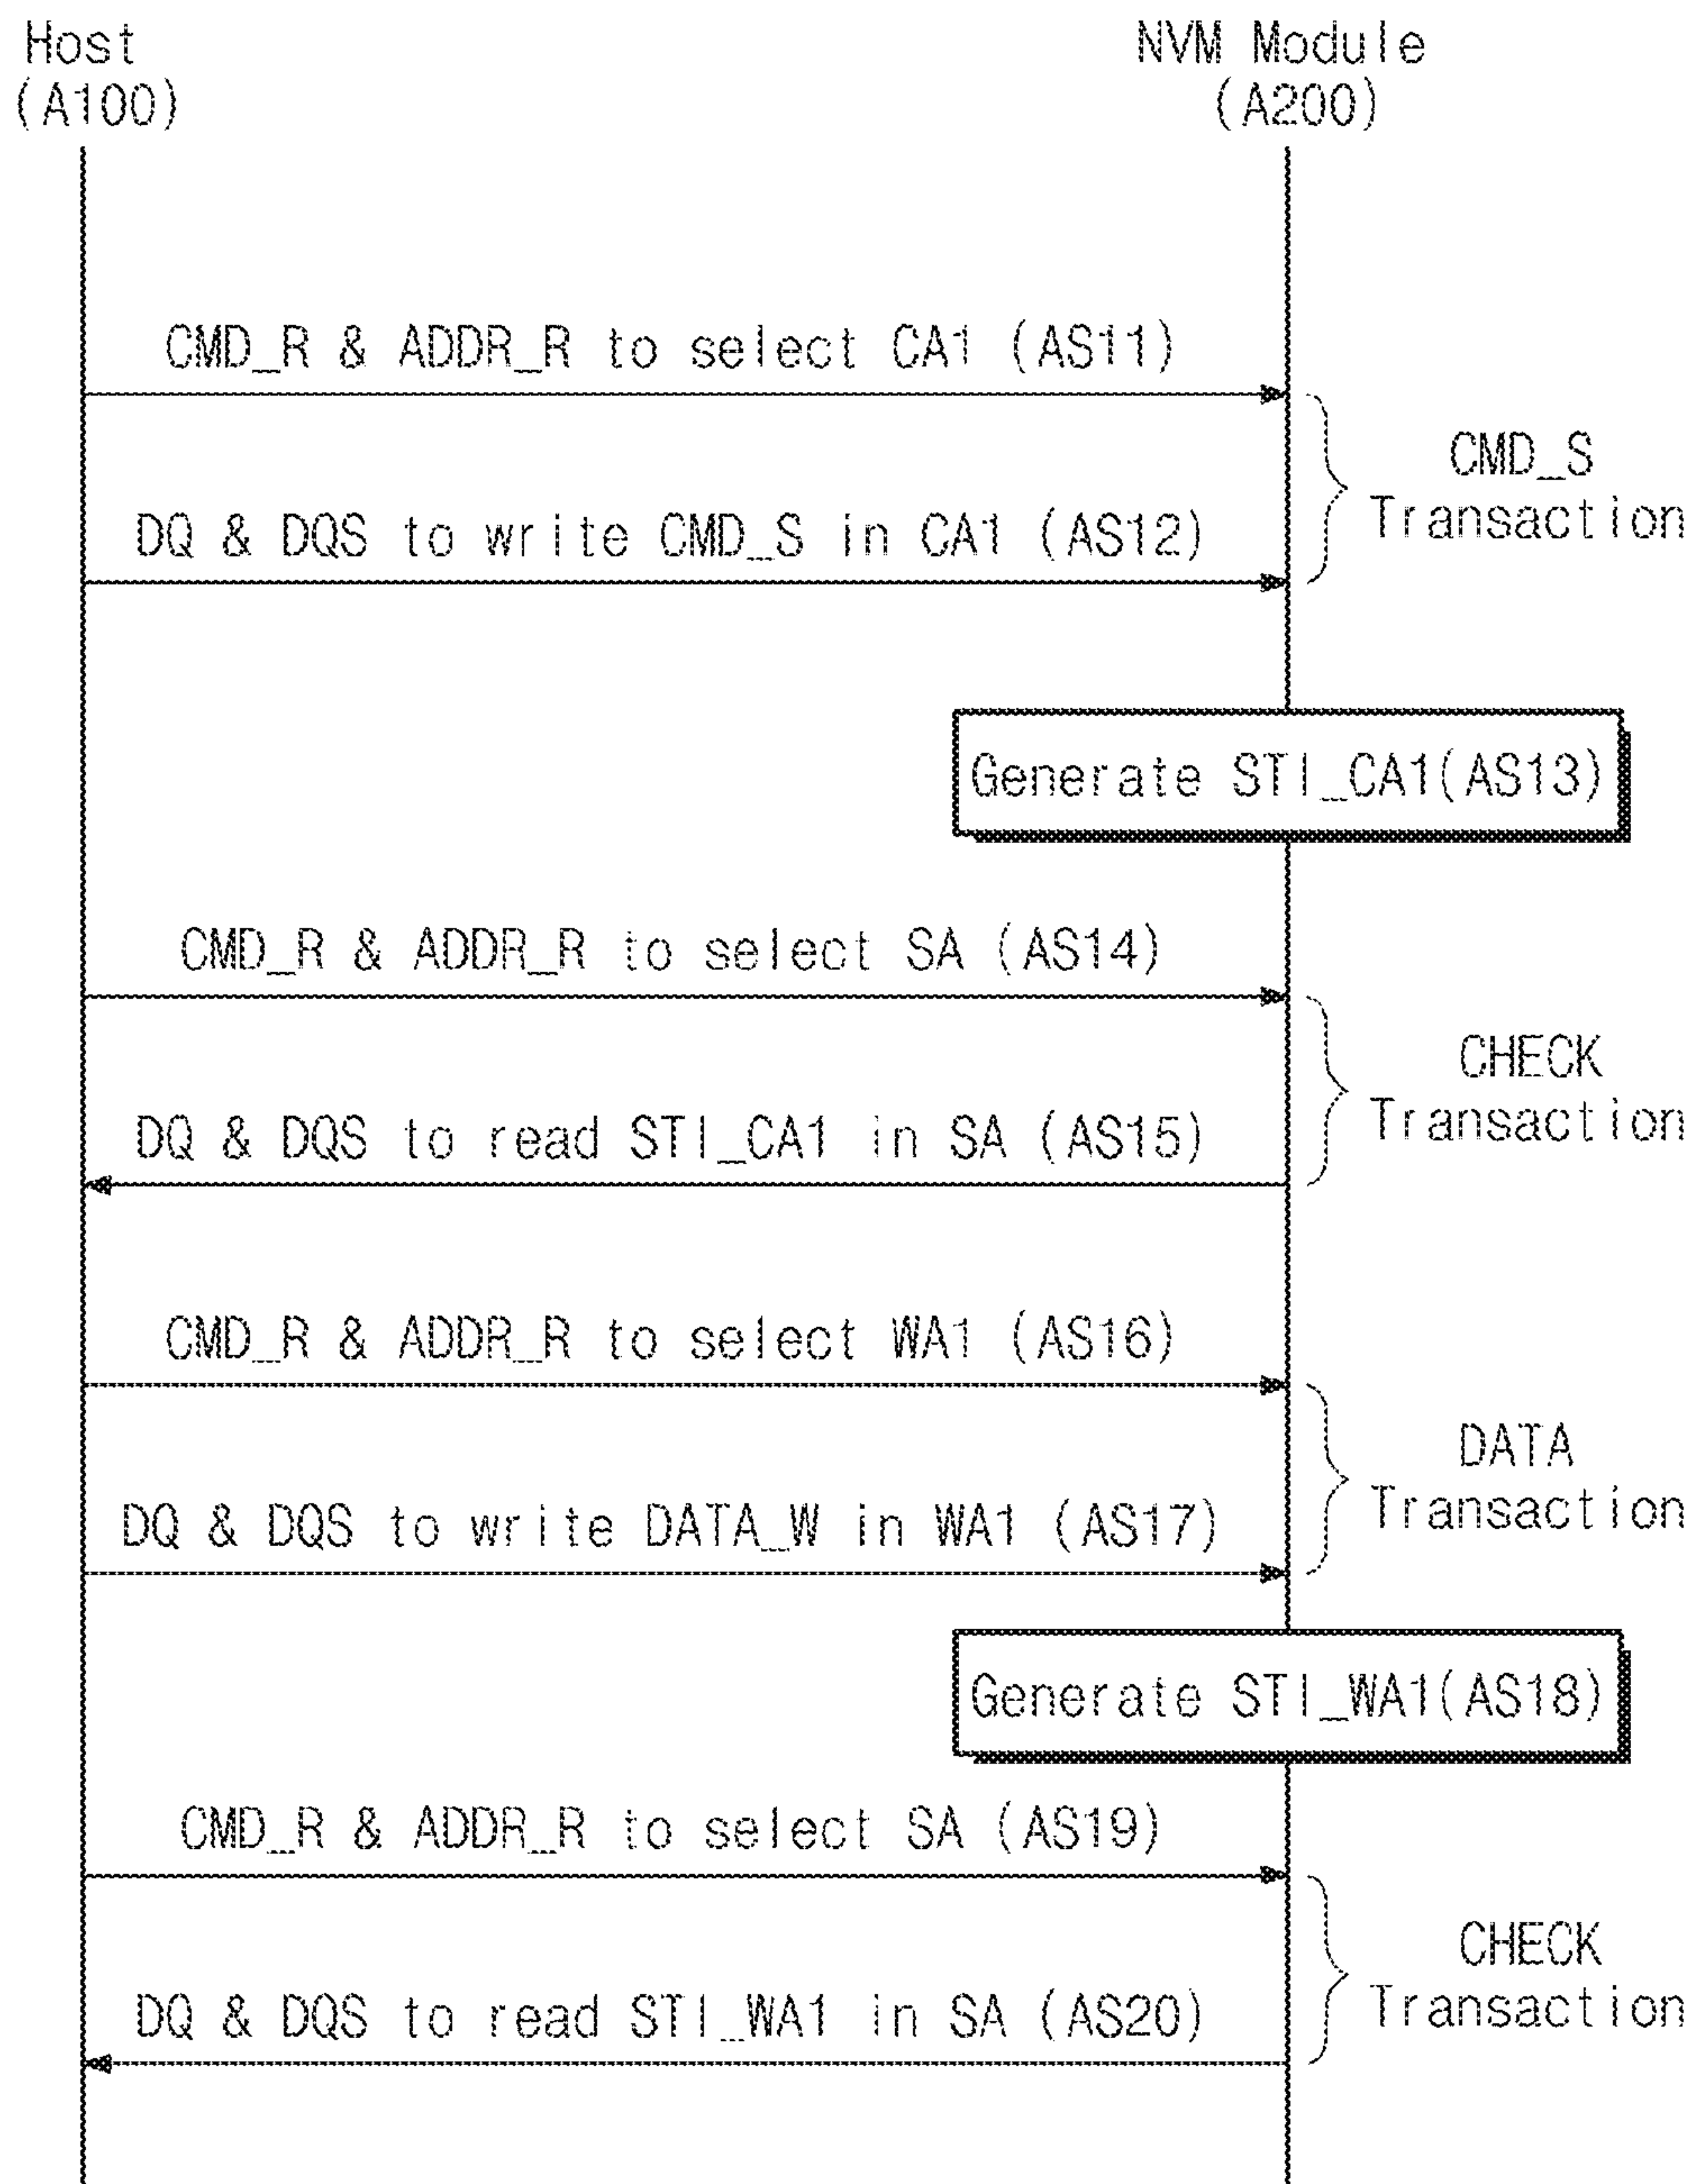 Host
(A100)
NVM Module
(A200)
CMD_R & ADDR_R to select CA1 (AS11)
CMD_S
Transaction
DQ & DQS to write CMD_S in CA1 (AS12)
Generate STI_CA1(AS13)
CMD_R & ADDR_R to select SA (AS14)
CHECK
Transaction
DQ & DQS to read STI_CA1 in SA (AS15)
CMD_R & ADDR_R to select WA1 (AS16)
DATA
Transaction
DQ & DQS to write DATA_W in WA1 (AS17)
Generate STI_WA1(AS18)
CMD_R & ADDR_R to select SA (AS19)
CHECK
Transaction
DQ & DQS to read STI_WA1 in SA (AS20)